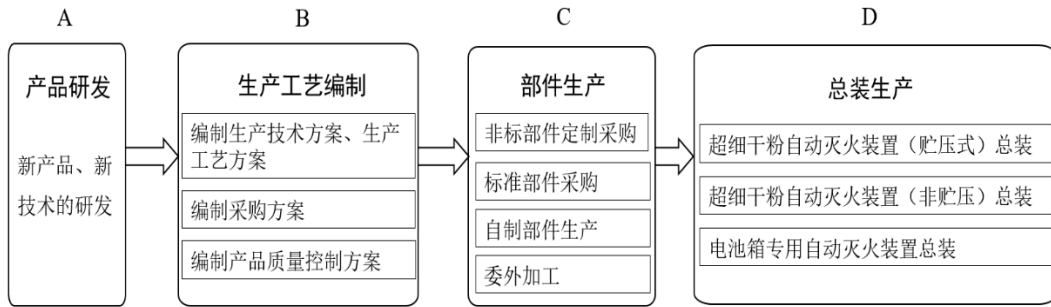 A
B
C
D
产品研发
新产品、新
技术的研发
生产工艺编制
编制生产技术方案、生产
工艺方案
编制采购方案
编制产品质量控制方案
部件生产
非标部件定制采购
标准部件采购
自制部件生产
委外加工
总装生产
超细干粉自动灭火装置（贮压式）总装
超细干粉自动灭火装置（非贮压）总装
电池箱专用自动灭火装置总装